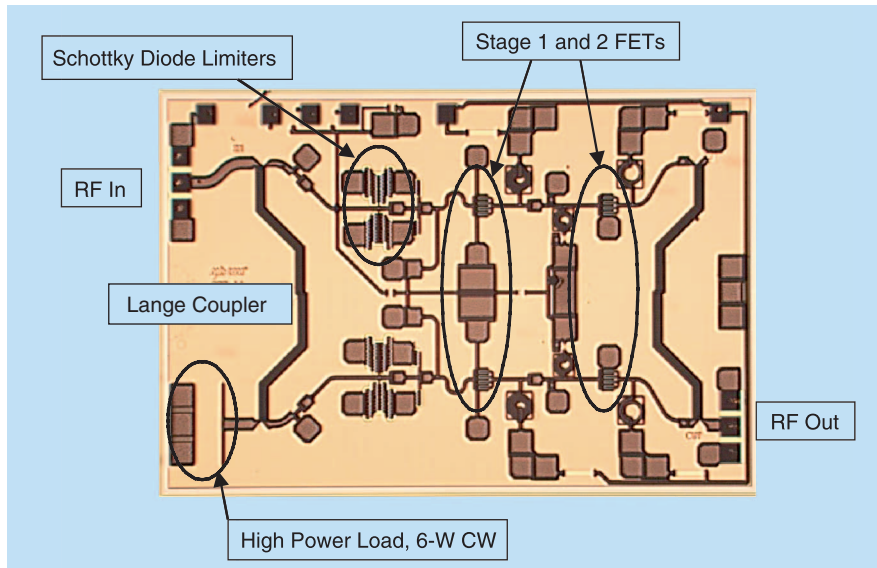 Stage 1 and 2 FETs
Schottky Diode Limiters
RF In
Lange Coupler
RF Out
High Power Load, 6-W CW